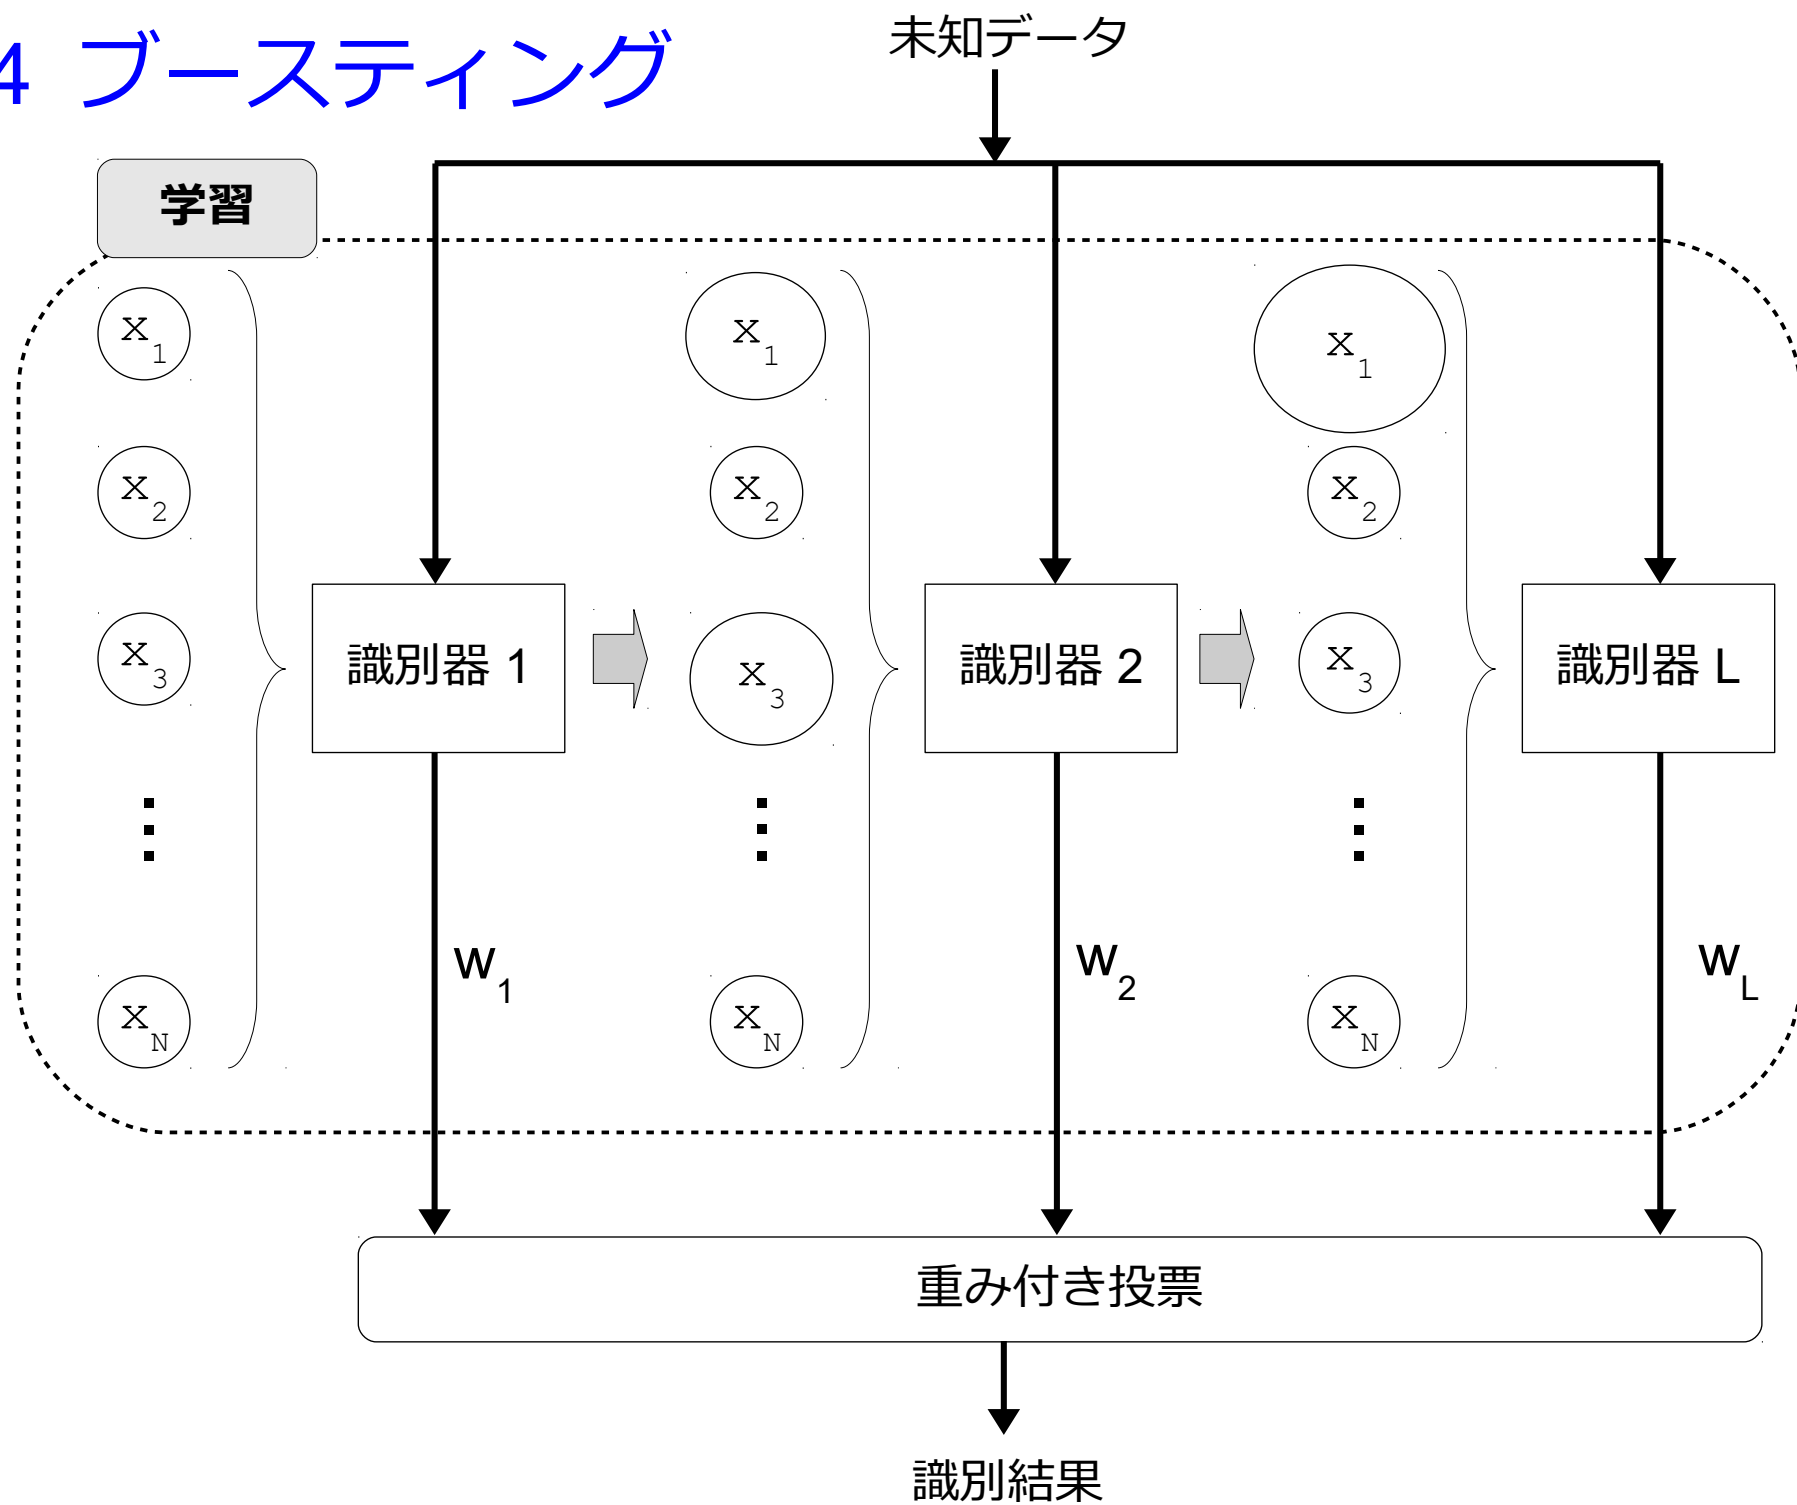 4 ブースティング
未知データ
学習
x1
x1
x1
x2
x2
x2
x3
識別器 1
x3
識別器 2
x3
識別器 L
w1
w2
wL
xN
xN
xN
重み付き投票
識別結果